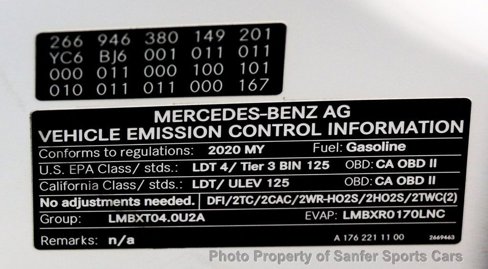 266 946 380 149 201
YC6 BJ6 001 011 011
000 011 000 100 101
010 011 011 000 167
MERCEDES-BENZ AG
VEHICLE EMISSION CONTROL INFORMATION
Conforms to regulations: 2020 MY Fuel: Gasoline
U.S. EPA Class/ stds.: LDT 4/ Tier 3 BIN 125 OBD: CA OBD II
California Class/ stds.: LDT/ ULEV 125 OBD: CA OBD II
No adjustments needed. DFI/2TC/2CAC/2WR-HO2S/2HO2S/2TWC(2)
Group: LMBXT04.0U2A EVAP: LMBXR0170LNC
Remarks: n/a A 176 221 11 00 2669463
Photo Property of Sanfer Sports Cars